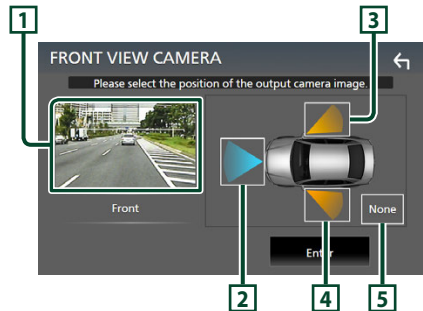 1
3
FRONT VIEW CAMERA
Please select the position of the output camera image.
Front
None
Enter
2
4
5